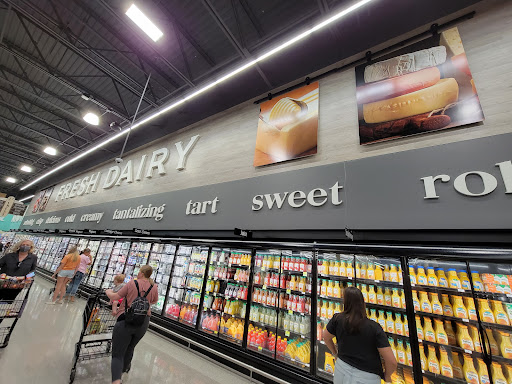 FRESH DAIRY
delicious cold creamy tantalizing tart sweet ro